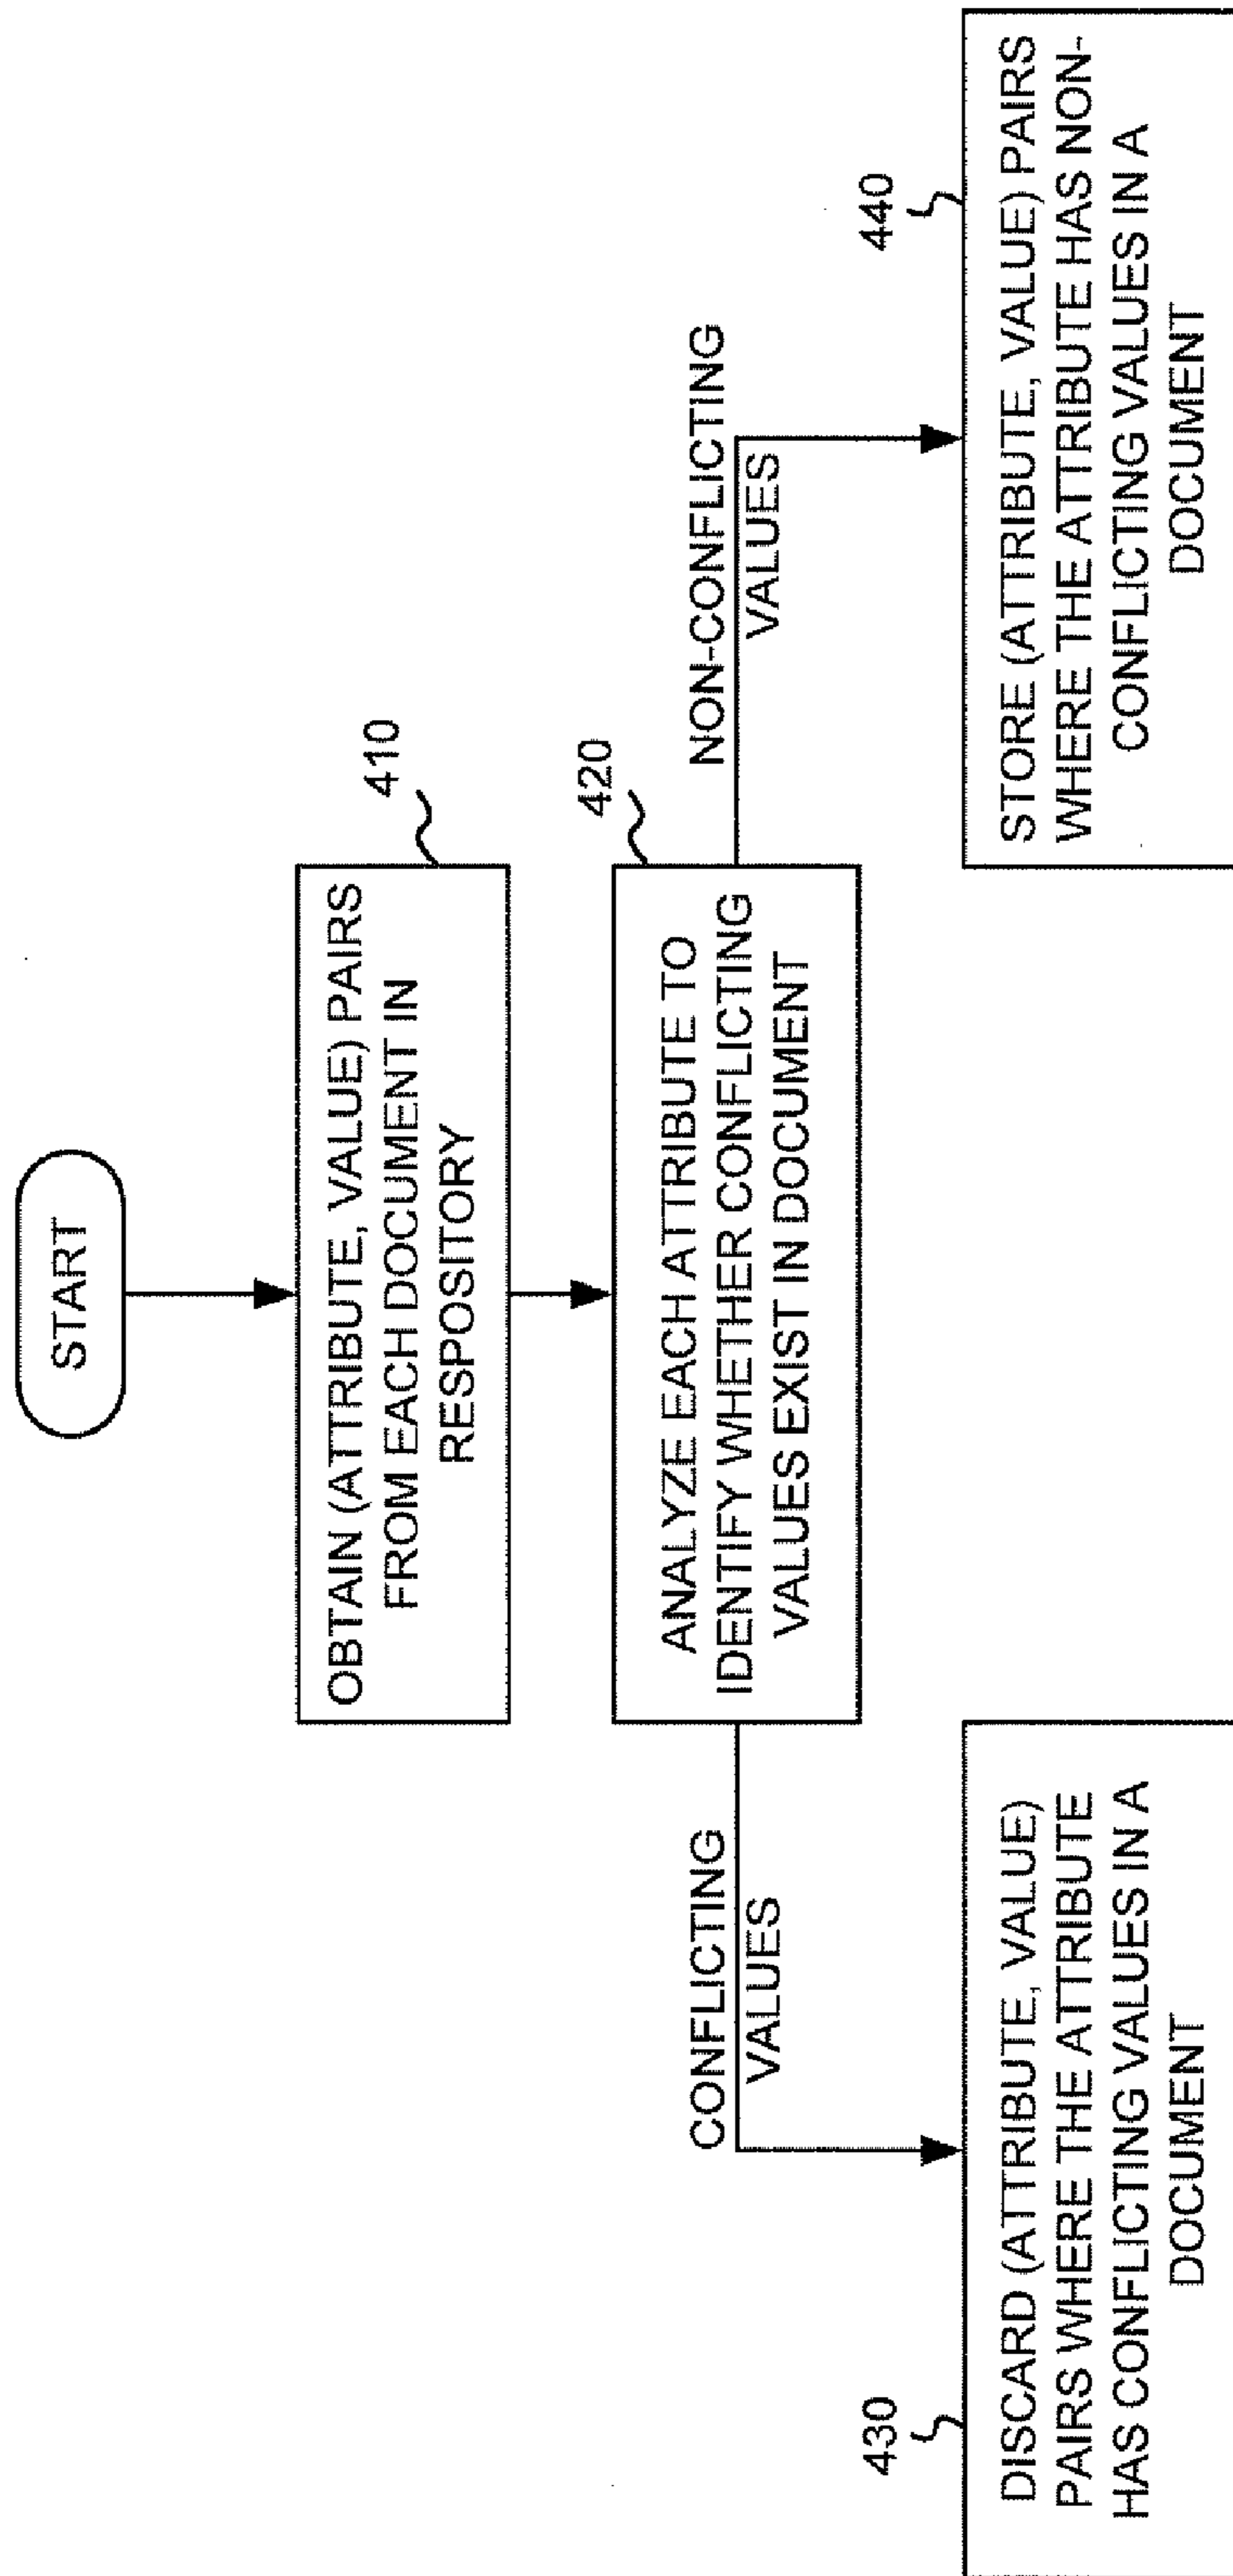 START
410
OBTAIN (ATTRIBUTE, VALUE) PAIRS
FROM EACH DOCUMENT IN
RESPOSITORY
420
ANALYZE EACH ATTRIBUTE TO
IDENTIFY WHETHER CONFLICTING
VALUES EXIST IN DOCUMENT
CONFLICTING
VALUES
NON-CONFLICTING
VALUES
430
DISCARD (ATTRIBUTE, VALUE)
PAIRS WHERE THE ATTRIBUTE
HAS CONFLICTING VALUES IN A
DOCUMENT
440
STORE (ATTRIBUTE, VALUE) PAIRS
WHERE THE ATTRIBUTE HAS NON-
CONFLICTING VALUES IN A
DOCUMENT